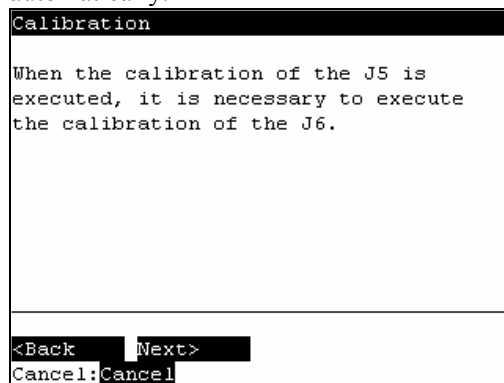 Calibration
When the calibration of the J5 is
executed, it is necessary to execute
the calibration of the J6.
<Back Next>
Cancel:Cancel